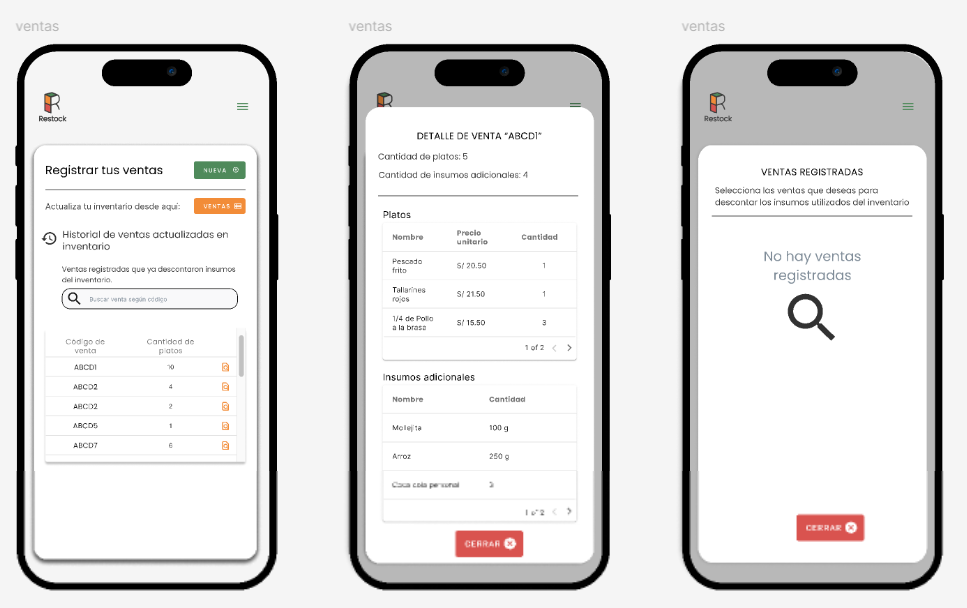 ventas
Restock
Registrar tus ventas
NUEVA
Actualiza tu inventario desde aquí:
VENTAS
Historial de ventas actualizadas en
inventario
Ventas registradas que ya descontaron insumos
del inventario.
Buscar venta según código
Código de
venta
Cantidad de
platos
ABCD1 10
ABCD2 4
ABCD2 2
ABCD5 1
ABCD7 6
ventas
DETALLE DE VENTA "ABCD1"
Cantidad de platos: 5
Cantidad de insumos adicionales: 4
Platos
Nombre
Precio
unitario
Cantidad
Pescado
frito
S/ 20.50 1
Tallarines
rojos
S/ 21.50 1
1/4 de Pollo
a la brasa
S/ 15.50 3
1 of 2
Insumos adicionales
Nombre Cantidad
Mollejita 100 g
Arroz 250 g
Coca cola personal 3
1 of 2
CERRAR
ventas
Restock
VENTAS REGISTRADAS
Selecciona las ventas que deseas para
descontar los insumos utilizados del inventario
No hay ventas
registradas
CERRAR